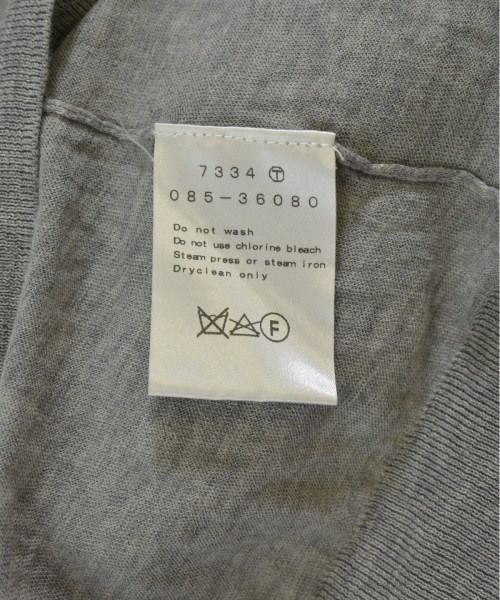 7334 Ⓣ
085-36080
Do not wash
Do not use chlorine bleach
Steam press or steam iron
Dryclean only
F